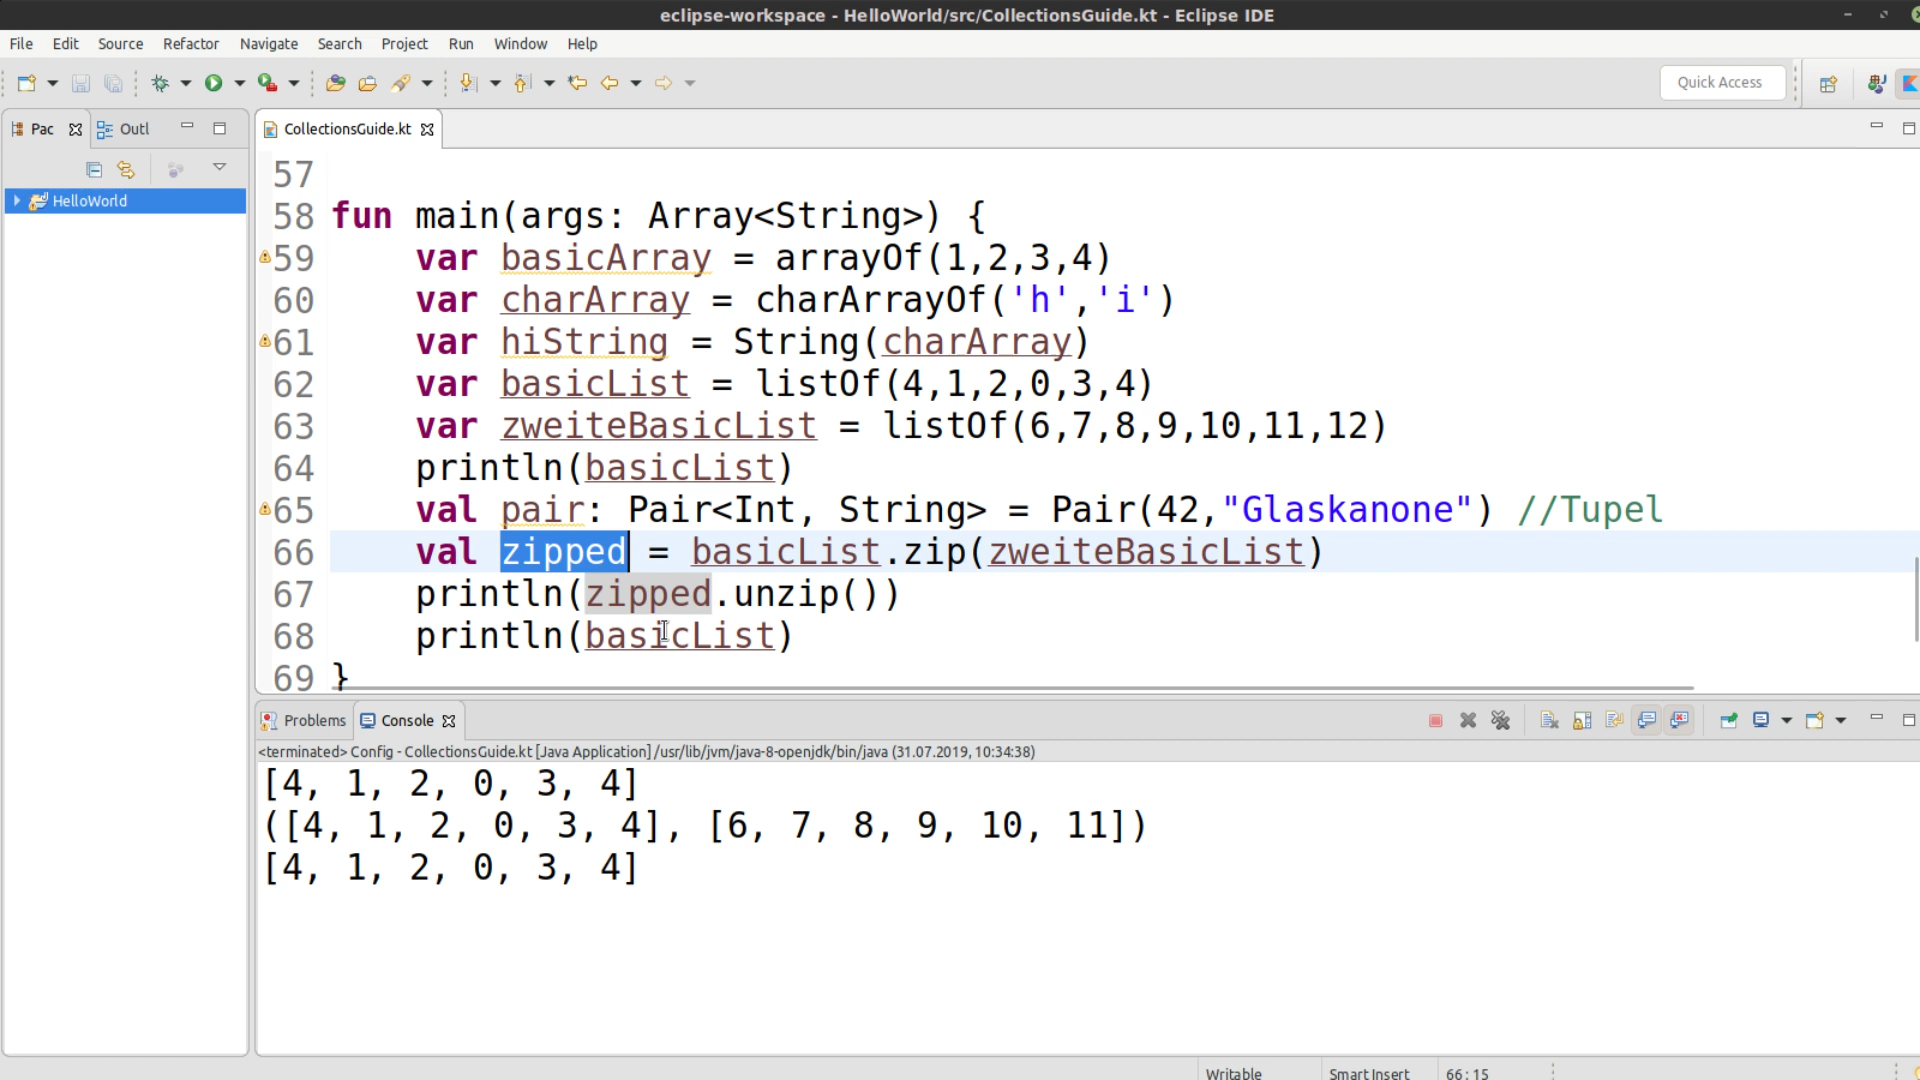 eclipse-workspace - HelloWorld/src/CollectionsGuide.kt - Eclipse IDE
File Edit Source Refactor Navigate Search Project Run Window Help
Quick Access
Pac Outl CollectionsGuide.kt
HelloWorld
57
58 fun main(args: Array<String>) {
59 var basicArray = arrayOf(1,2,3,4)
60 var charArray = charArrayOf('h','i')
61 var hiString = String(charArray)
62 var basicList = listOf(4,1,2,0,3,4)
63 var zweiteBasicList = listOf(6,7,8,9,10,11,12)
64 println(basicList)
65 val pair: Pair<Int, String> = Pair(42,"Glaskanone") //Tupel
66 val zipped = basicList.zip(zweiteBasicList)
67 println(zipped.unzip())
68 println(basicList)
69 }
Problems Console
<terminated> Config - CollectionsGuide.kt [Java Application] /usr/lib/jvm/java-8-openjdk/bin/java (31.07.2019, 10:34:38)
[4, 1, 2, 0, 3, 4]
([4, 1, 2, 0, 3, 4], [6, 7, 8, 9, 10, 11])
[4, 1, 2, 0, 3, 4]
Writable Smart Insert 66 : 15